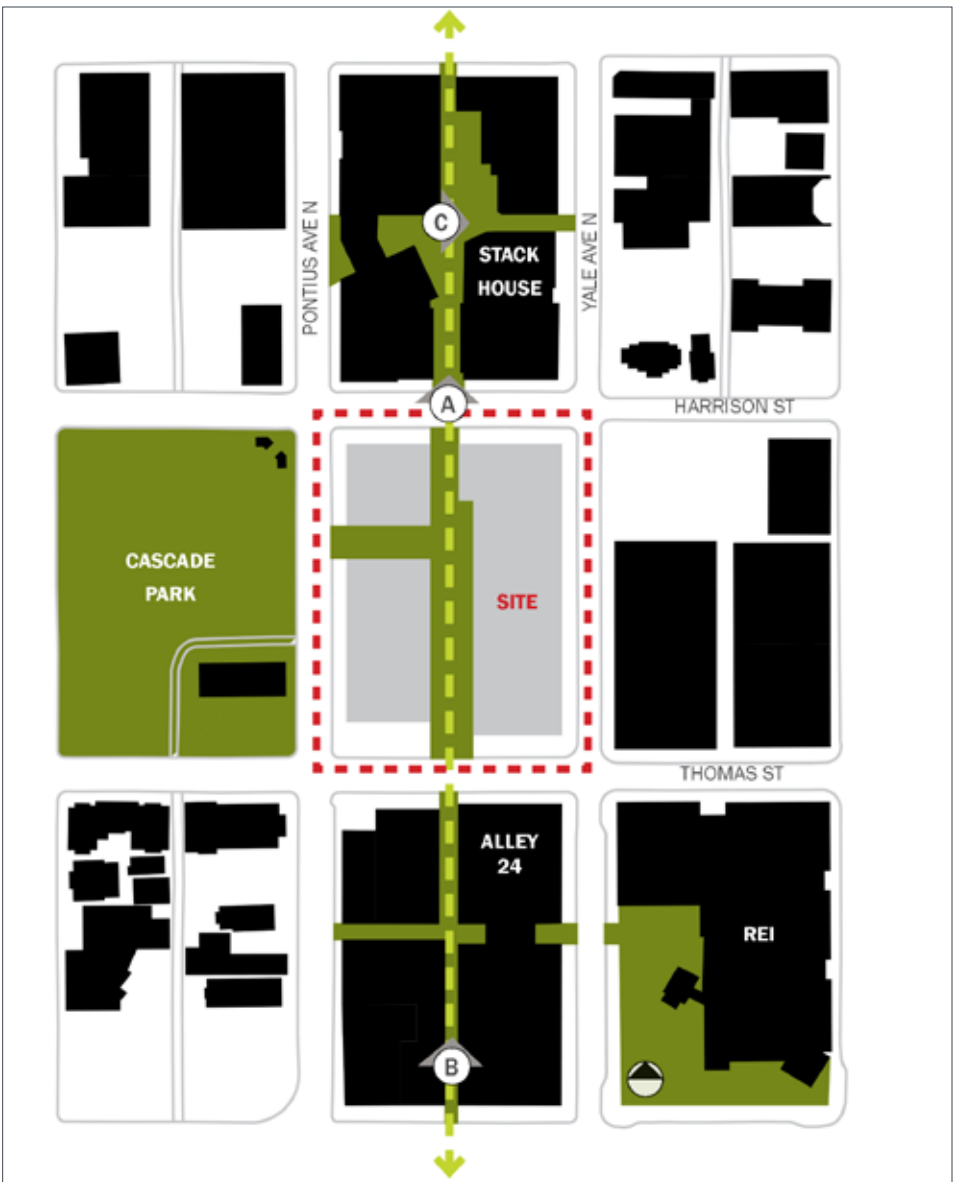 PONTIUS AVE N
C
STACK
HOUSE
YALE AVE N
A
HARRISON ST
CASCADE
PARK
SITE
THOMAS ST
ALLEY
24
REI
B